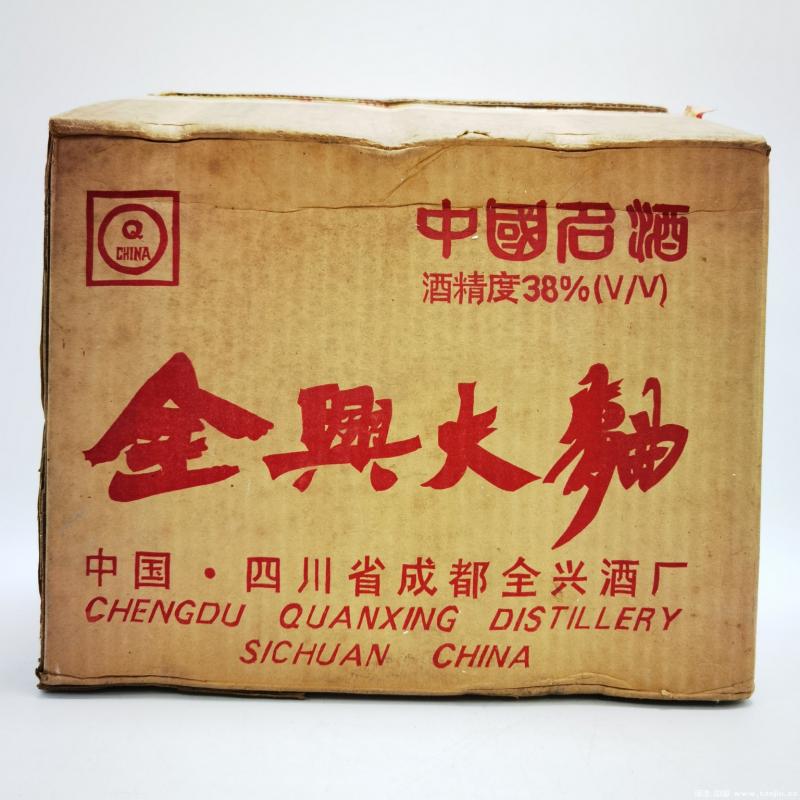 Q
CHINA
中國名酒
酒精度38%(V/V)
全興大麯
中国·四川省成都全兴酒厂
CHENGDU QUANXING DISTILLERY
SICHUAN CHINA